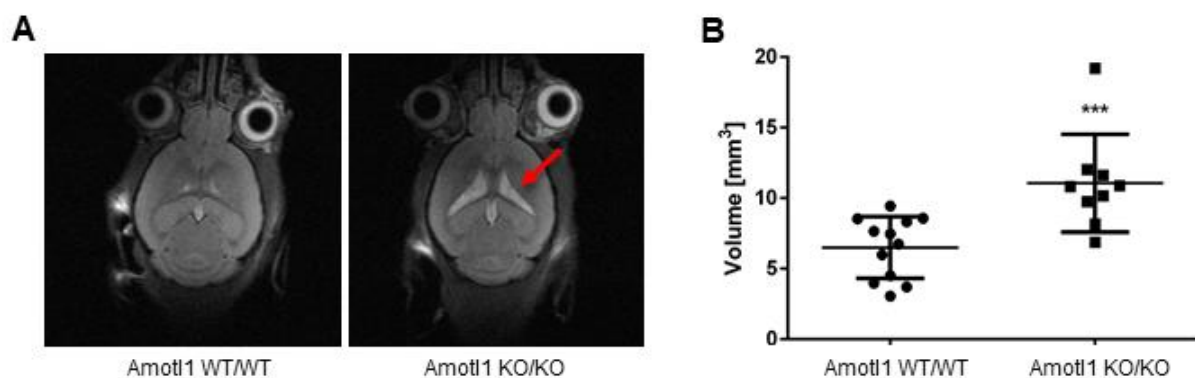 A
Amotl1 WT/WT
Amotl1 KO/KO
B
Volume [mm³]
20
15
10
5
0
***
Amotl1 WT/WT
Amotl1 KO/KO